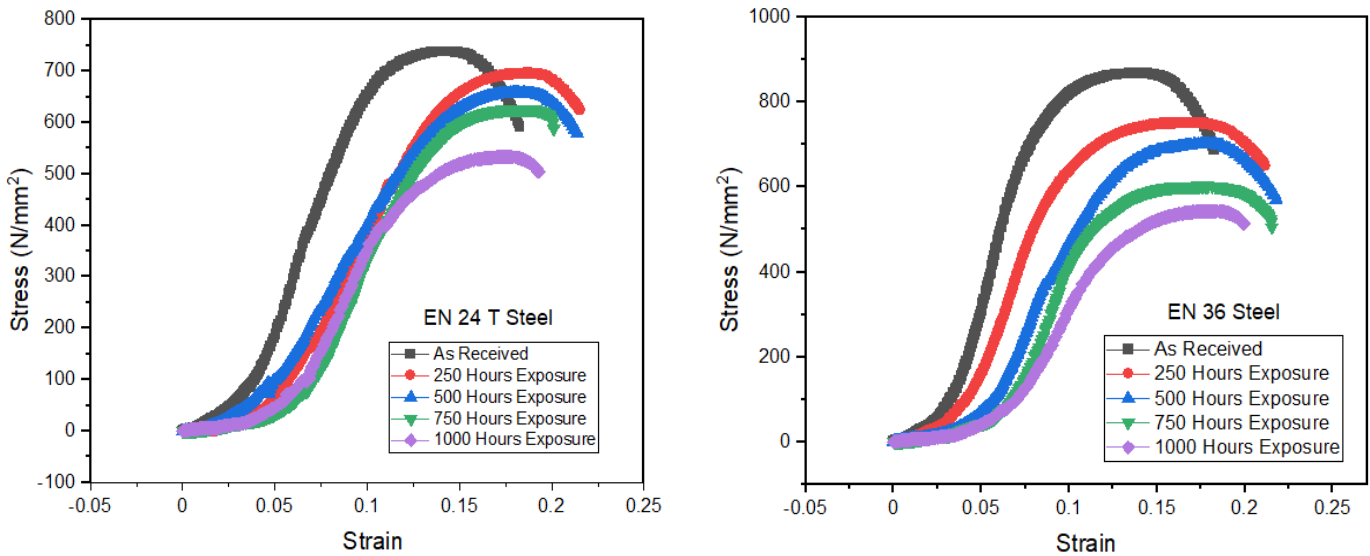 800
700
600
500
400
300
200
100
0
-100
Stress (N/mm²)
-0.05 0 0.05 0.1 0.15 0.2 0.25
Strain
EN 24 T Steel
As Received
250 Hours Exposure
500 Hours Exposure
750 Hours Exposure
1000 Hours Exposure
1000
800
600
400
200
0
-100
Stress (N/mm²)
-0.05 0 0.05 0.1 0.15 0.2 0.25
Strain
EN 36 Steel
As Received
250 Hours Exposure
500 Hours Exposure
750 Hours Exposure
1000 Hours Exposure